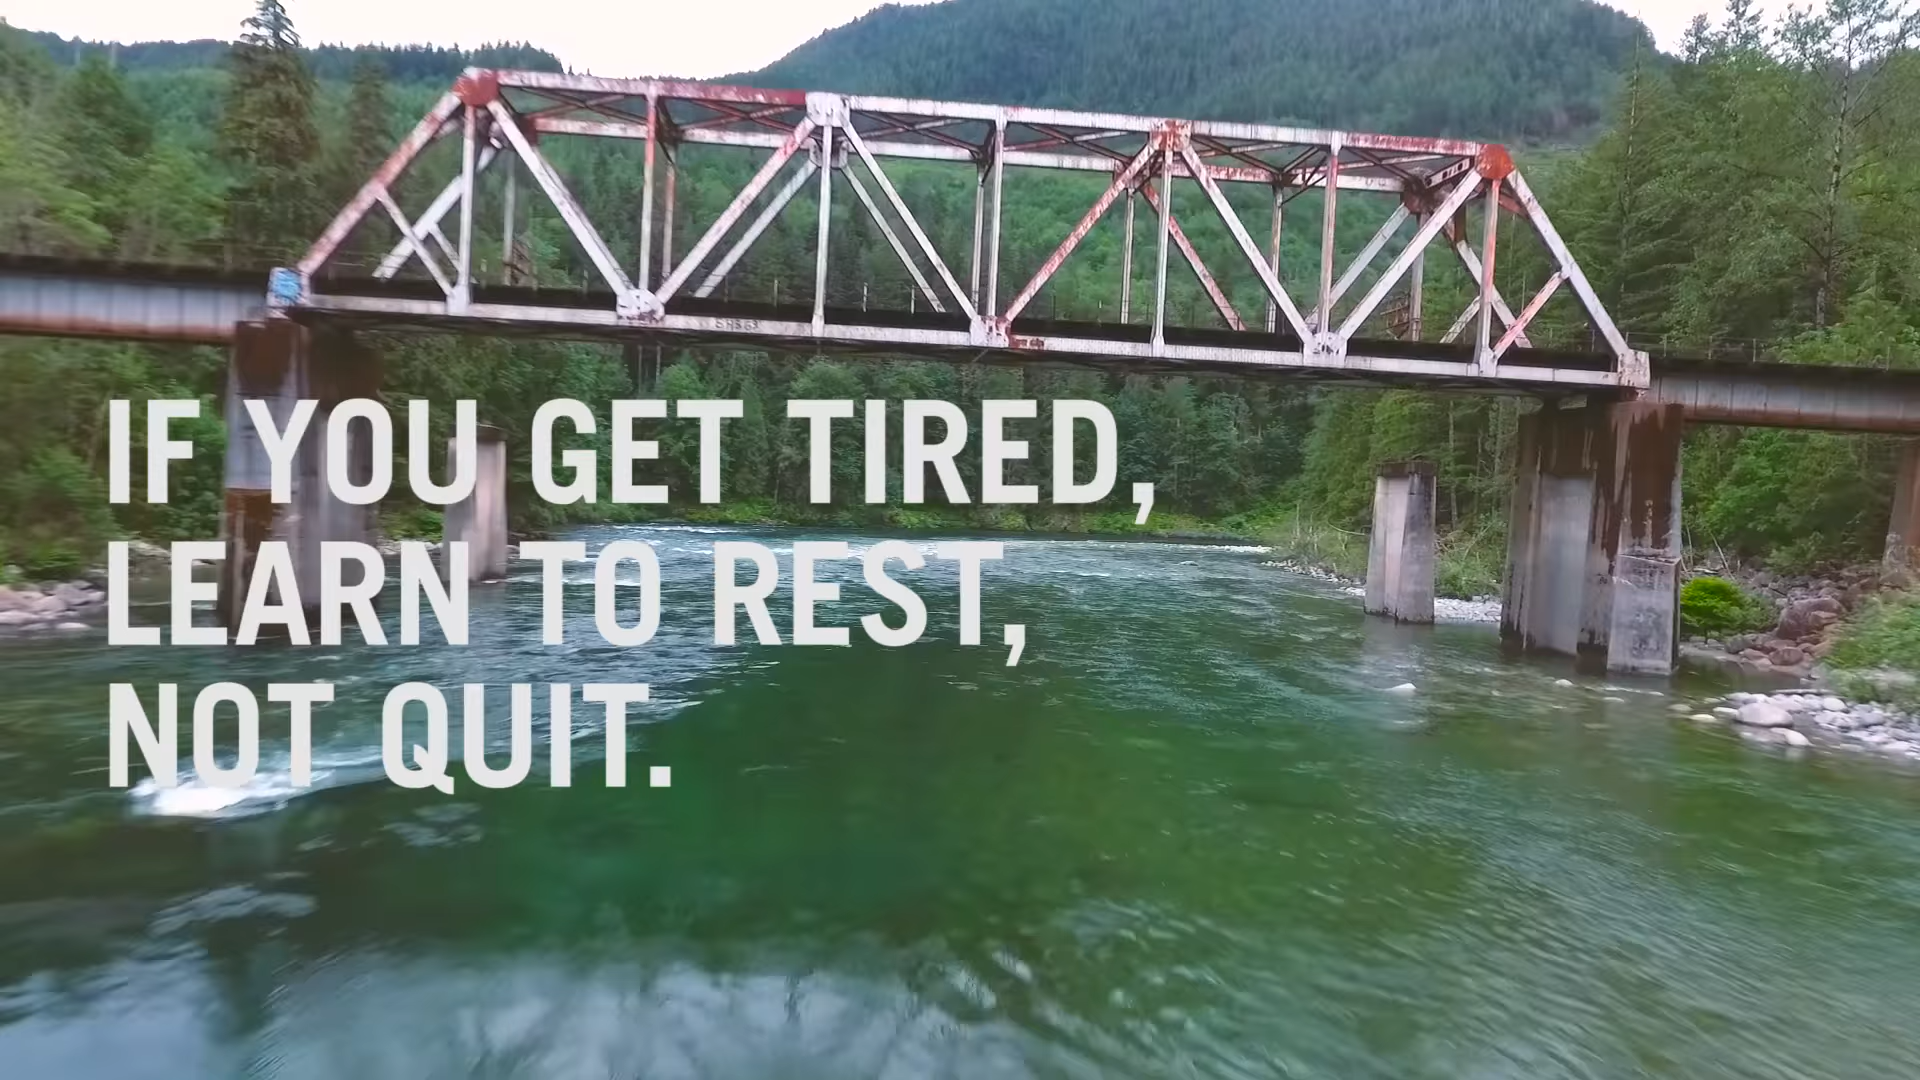 IF YOU GET TIRED,
LEARN TO REST,
NOT QUIT.